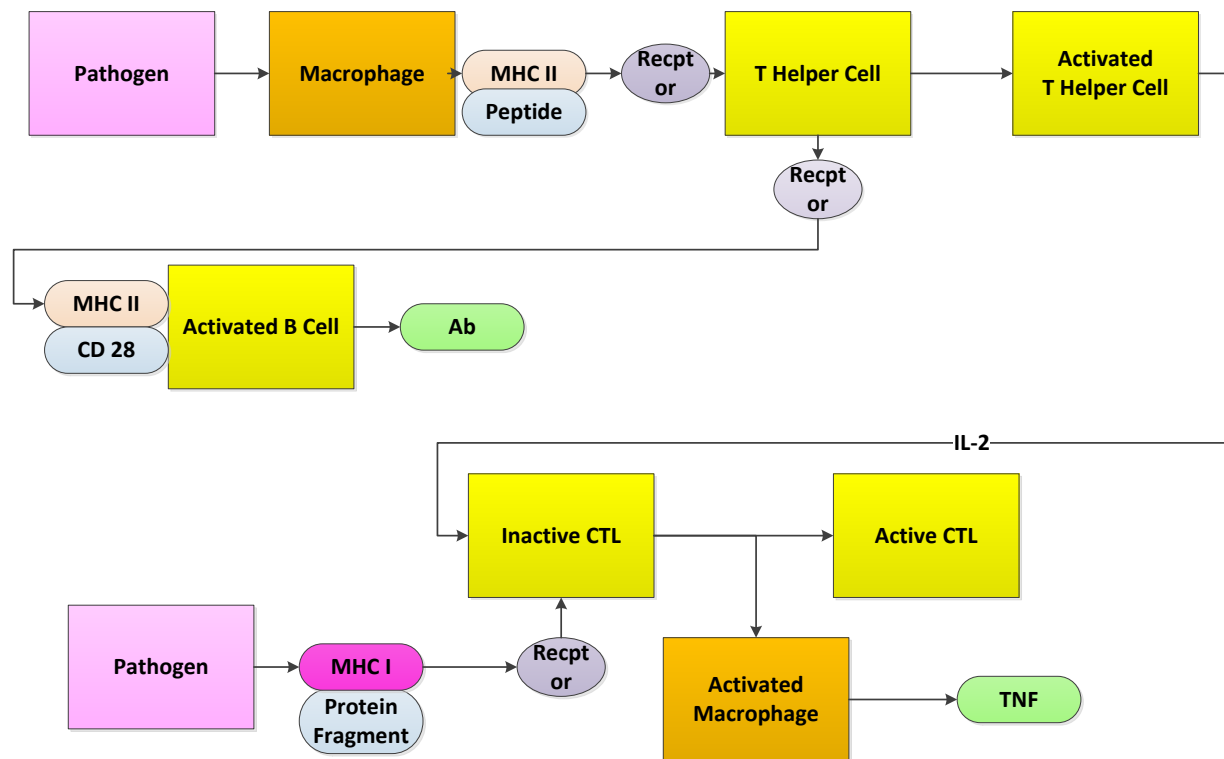 Pathogen
Macrophage
MHC II
Peptide
Recpt
or
T Helper Cell
Activated
T Helper Cell
Recpt
or
MHC II
CD 28
Activated B Cell
Ab
IL-2
Inactive CTL
Active CTL
Pathogen
MHC I
Protein
Fragment
Recpt
or
Activated
Macrophage
TNF